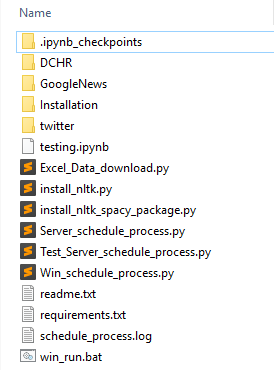 Name
.ipynb_checkpoints
DCHR
GoogleNews
Installation
twitter
testing.ipynb
Excel_Data_download.py
install_nltk.py
install_nltk_spacy_package.py
Server_schedule_process.py
Test_Server_schedule_process.py
Win_schedule_process.py
readme.txt
requirements.txt
schedule_process.log
win_run.bat